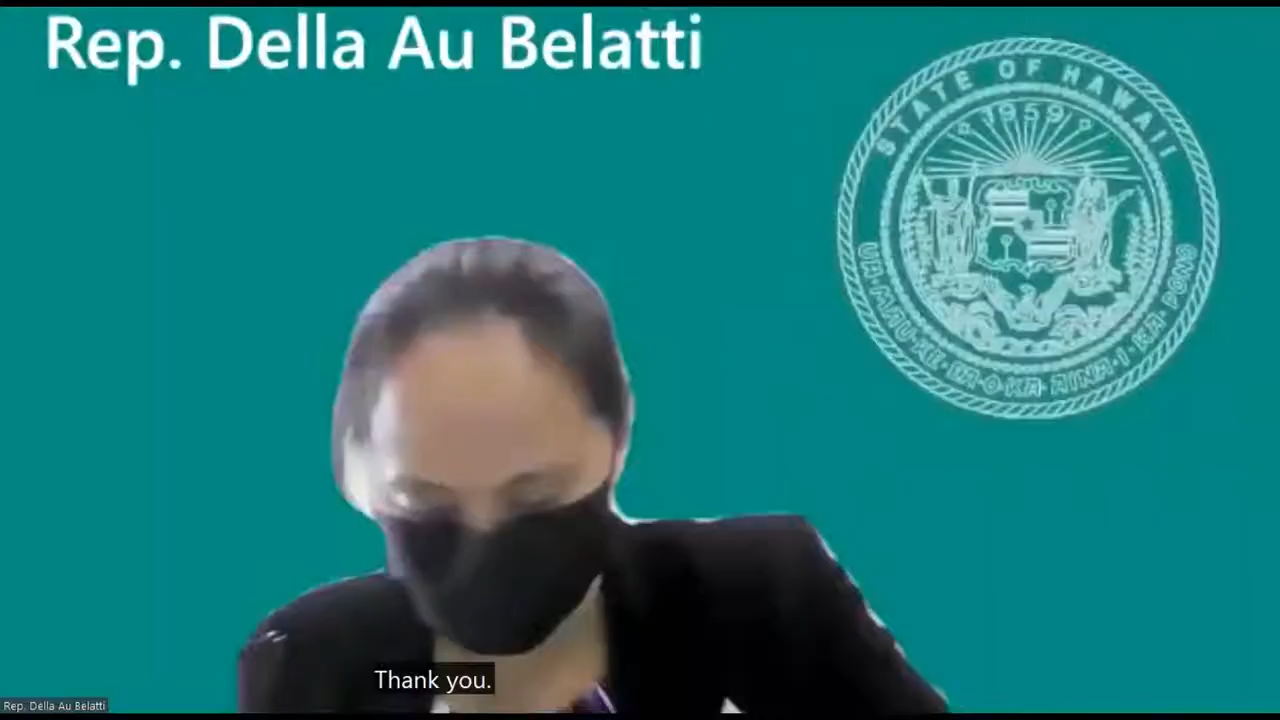 Rep. Della Au Belatti
STATE OF HAWAII
1959
UA·MAU·KE·EA·O·KA·AINA·I·KA·PONO
Thank you.
Rep. Della Au Belatti